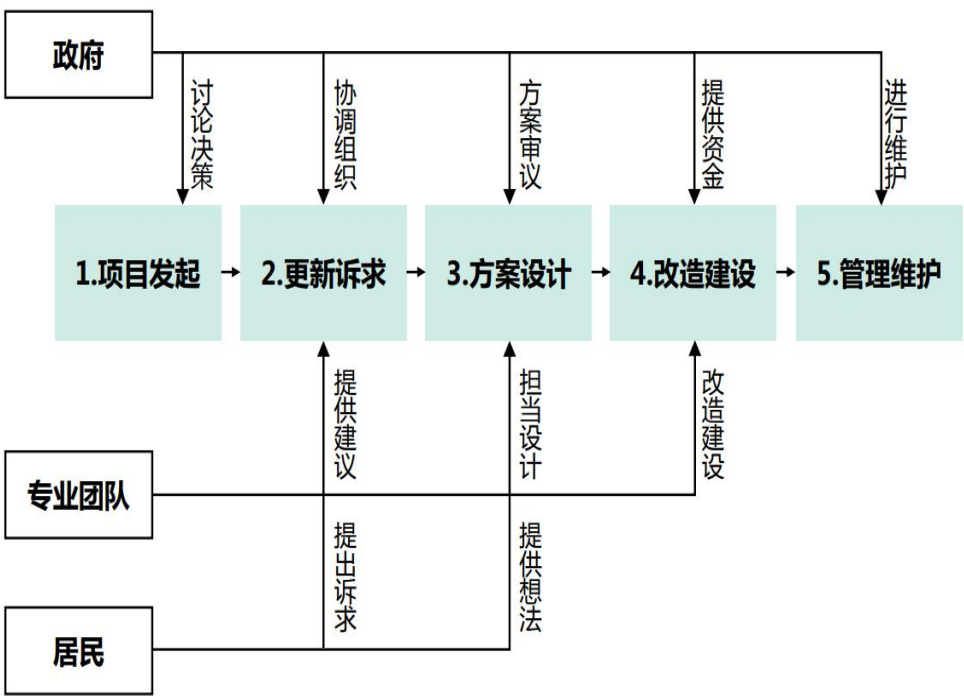 政府
讨论决策
协调组织
方案审议
提供资金
进行维护
1.项目发起
2.更新诉求
3.方案设计
4.改造建设
5.管理维护
提供建议
担当设计
改造建设
专业团队
提出诉求
提供想法
居民